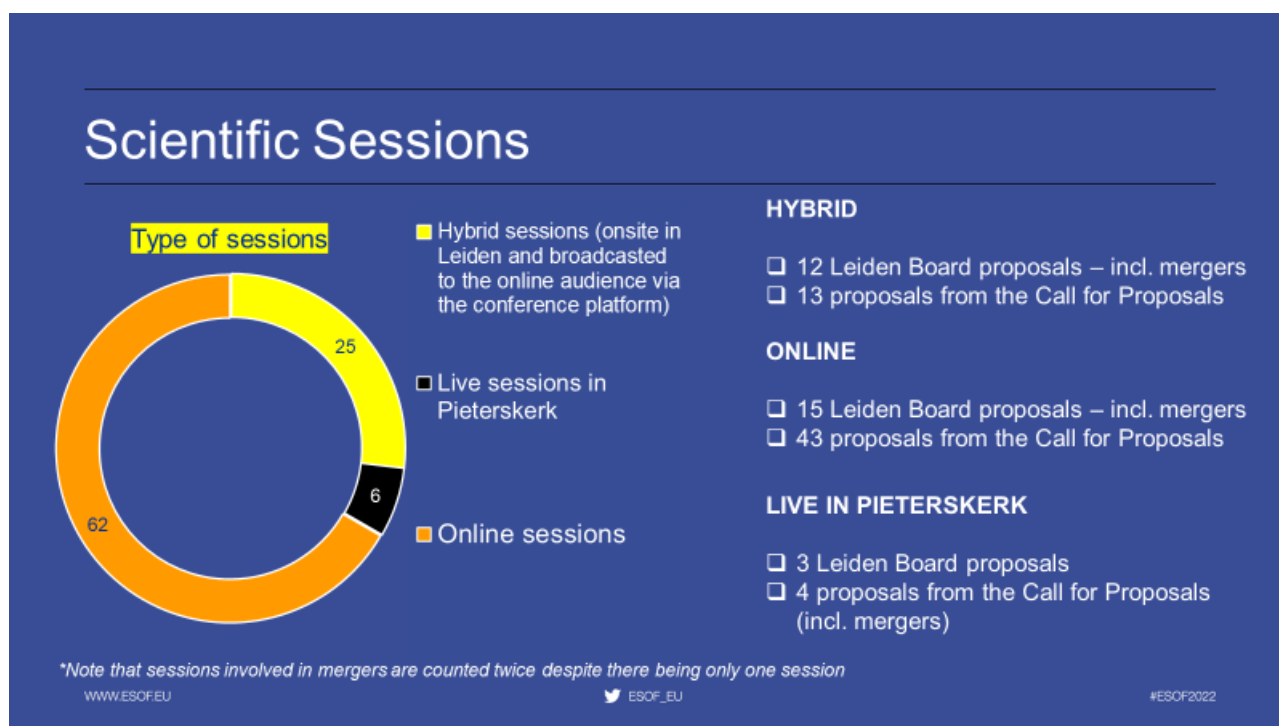 Scientific Sessions
Type of sessions
25
6
62
Hybrid sessions (onsite in
Leiden and broadcasted
to the online audience via
the conference platform)
Live sessions in
Pieterskerk
Online sessions
HYBRID
❑ 12 Leiden Board proposals – incl. mergers
❑ 13 proposals from the Call for Proposals
ONLINE
❑ 15 Leiden Board proposals – incl. mergers
❑ 43 proposals from the Call for Proposals
LIVE IN PIETERSKERK
❑ 3 Leiden Board proposals
❑ 4 proposals from the Call for Proposals
(incl. mergers)
*Note that sessions involved in mergers are counted twice despite there being only one session
WWW.ESOF.EU
ESOF_EU
#ESOF2022